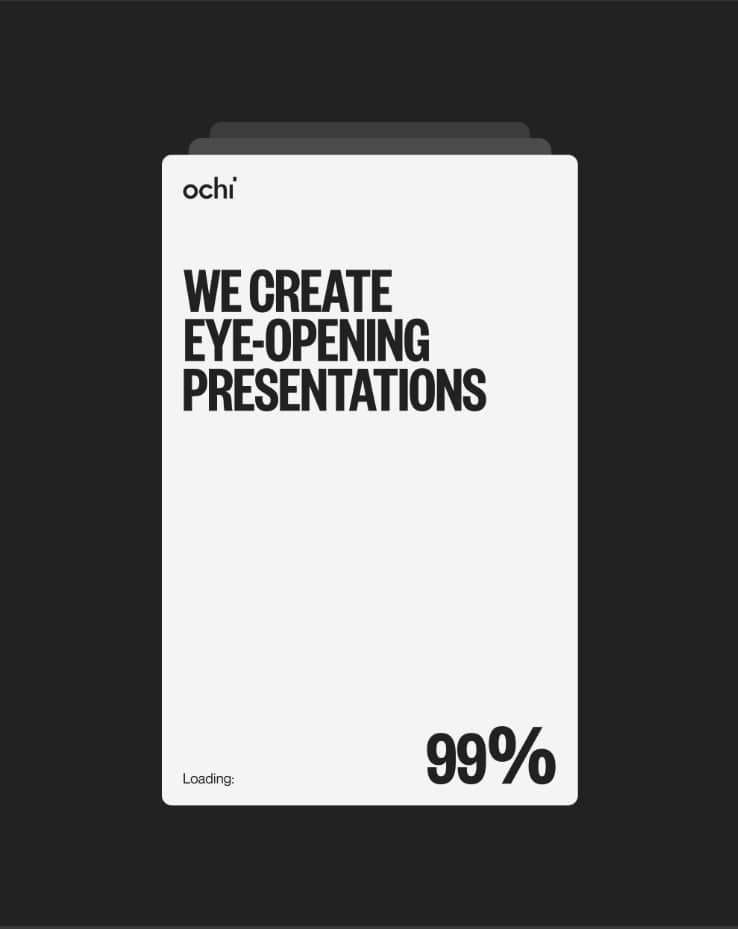 ochi
WE CREATE
EYE-OPENING
PRESENTATIONS
Loading:
99%